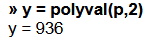 » y = polyval(p,2)
y = 936